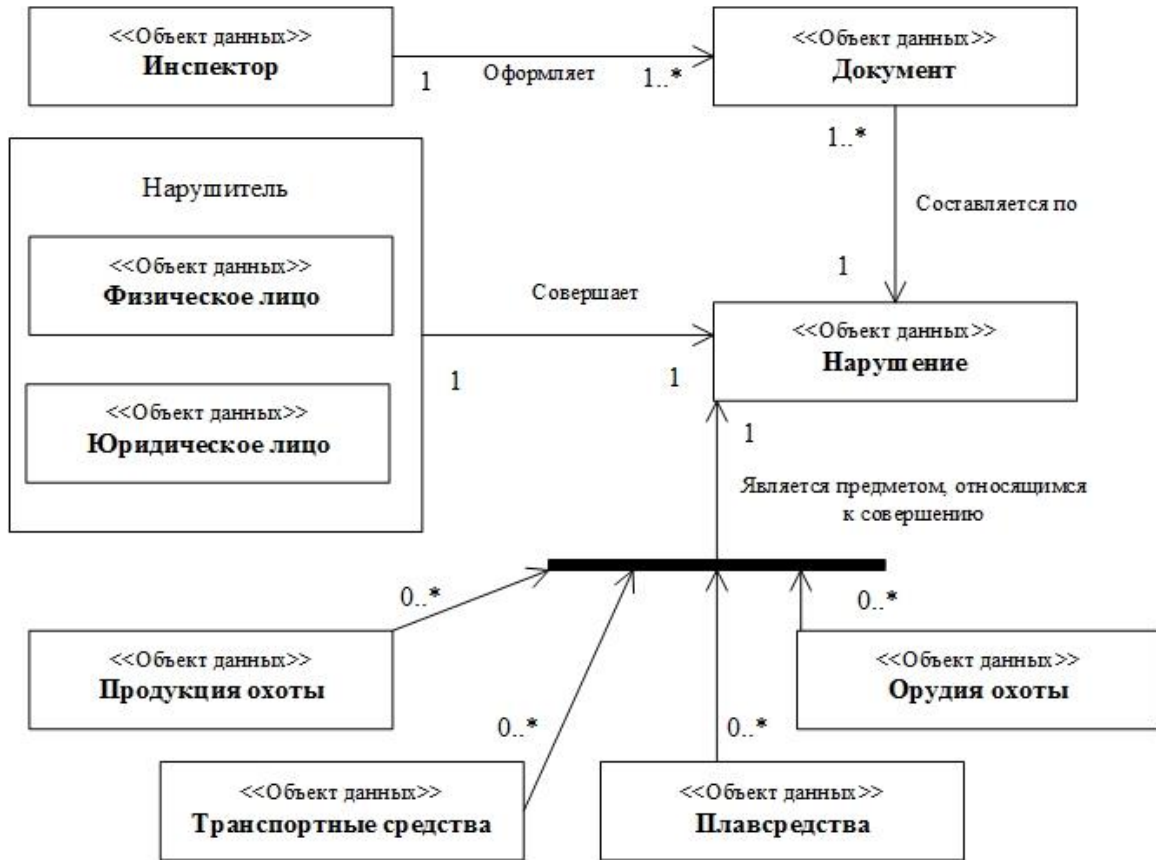 <<Объект данных>>
Инспектор
1
Оформляет
1..*
<<Объект данных>>
Документ
1..*
Составляется по
1
Нарушитель
<<Объект данных>>
Физическое лицо
<<Объект данных>>
Юридическое лицо
Совершает
1
1
<<Объект данных>>
Нарушение
1
Является предметом, относящимся
к совершению
0..*
<<Объект данных>>
Продукция охоты
0..*
<<Объект данных>>
Транспортные средства
0..*
<<Объект данных>>
Плавсредства
0..*
<<Объект данных>>
Орудия охоты